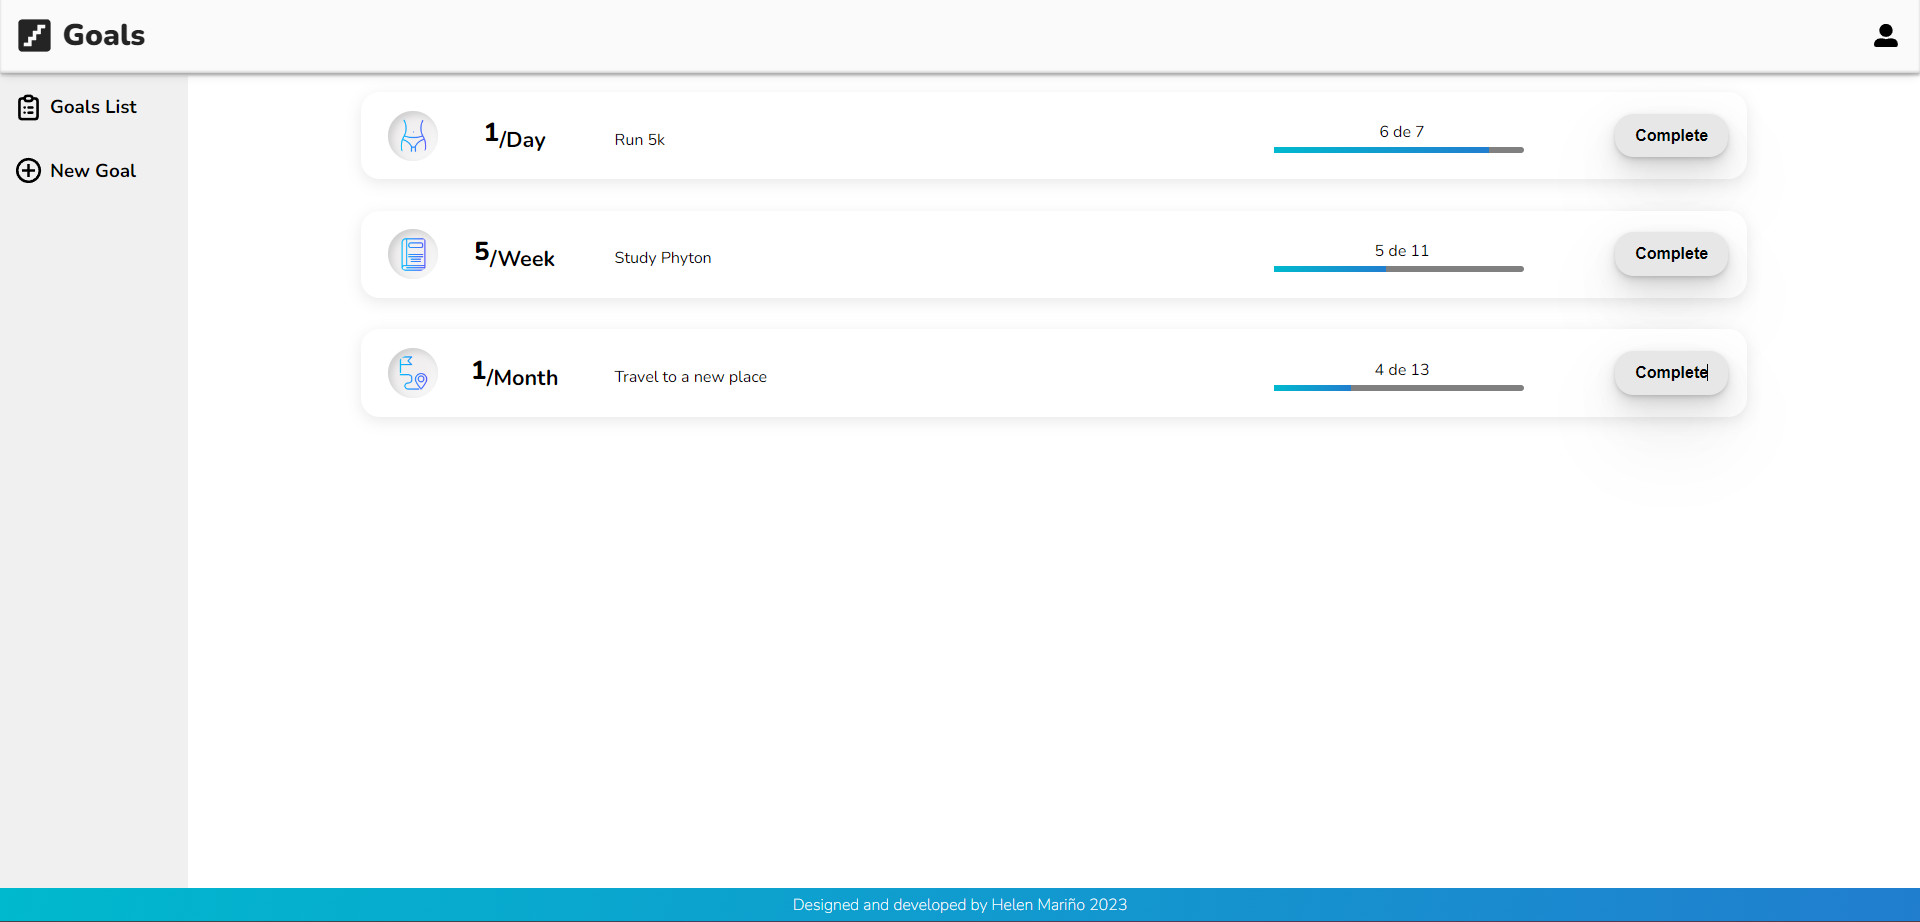 Goals
Goals List
New Goal
1/Day
Run 5k
6 de 7
Complete
5/Week
Study Phyton
5 de 11
Complete
1/Month
Travel to a new place
4 de 13
Complete
Designed and developed by Helen Mariño 2023